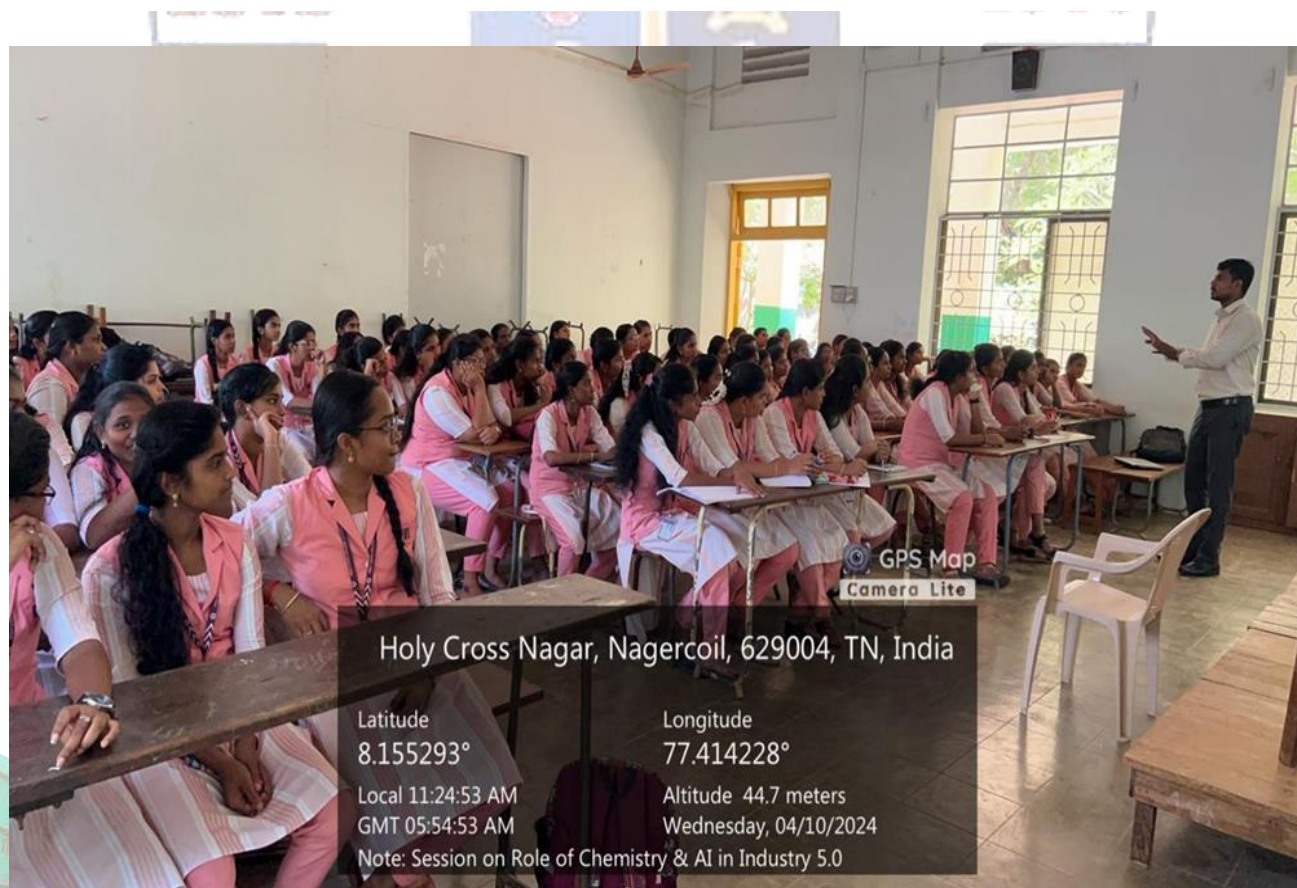 GPS Map
Camera Lite
Holy Cross Nagar, Nagercoil, 629004, TN, India
Latitude
8.155293°
Longitude
77.414228°
Local 11:24:53 AM
GMT 05:54:53 AM
Altitude 44.7 meters
Wednesday, 04/10/2024
Note: Session on Role of Chemistry & AI in Industry 5.0